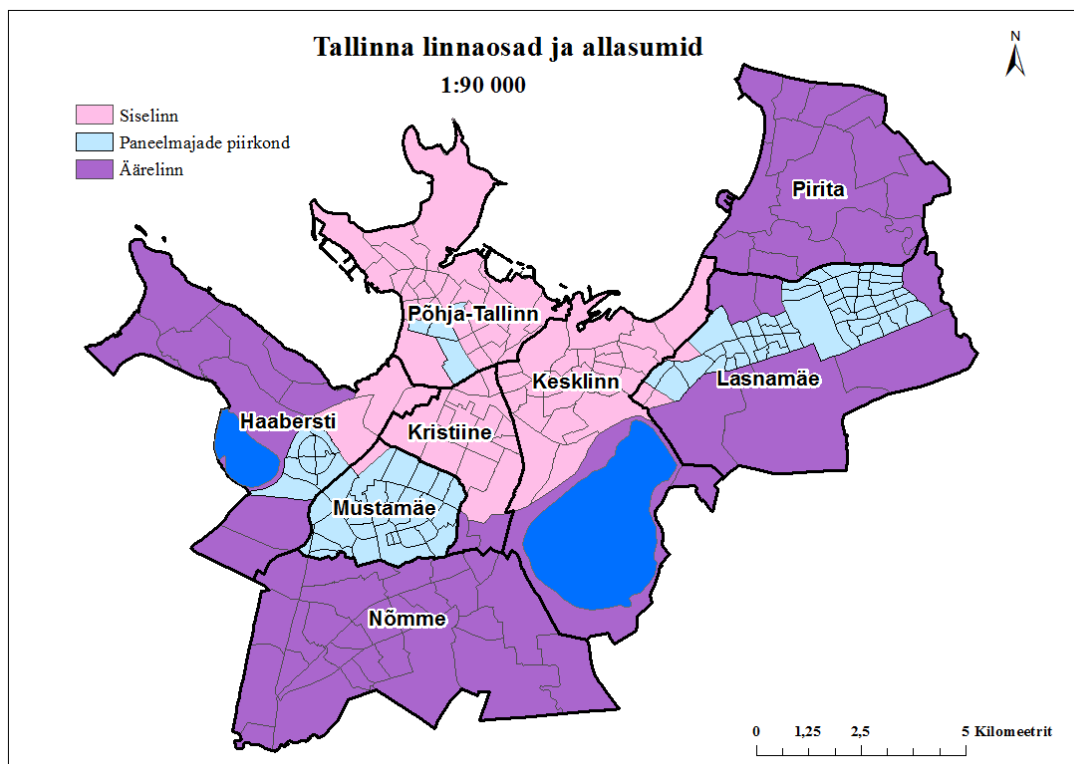 Tallinna linnaosad ja allasumid
1:90 000
N
Siselinn
Paneelmajade piirkond
Äärelinn
Pirita
Põhja-Tallinn
Kesklinn
Lasnamäe
Haabersti
Kristiine
Mustamäe
Nõmme
0 1,25 2,5 5 Kilomeetrit